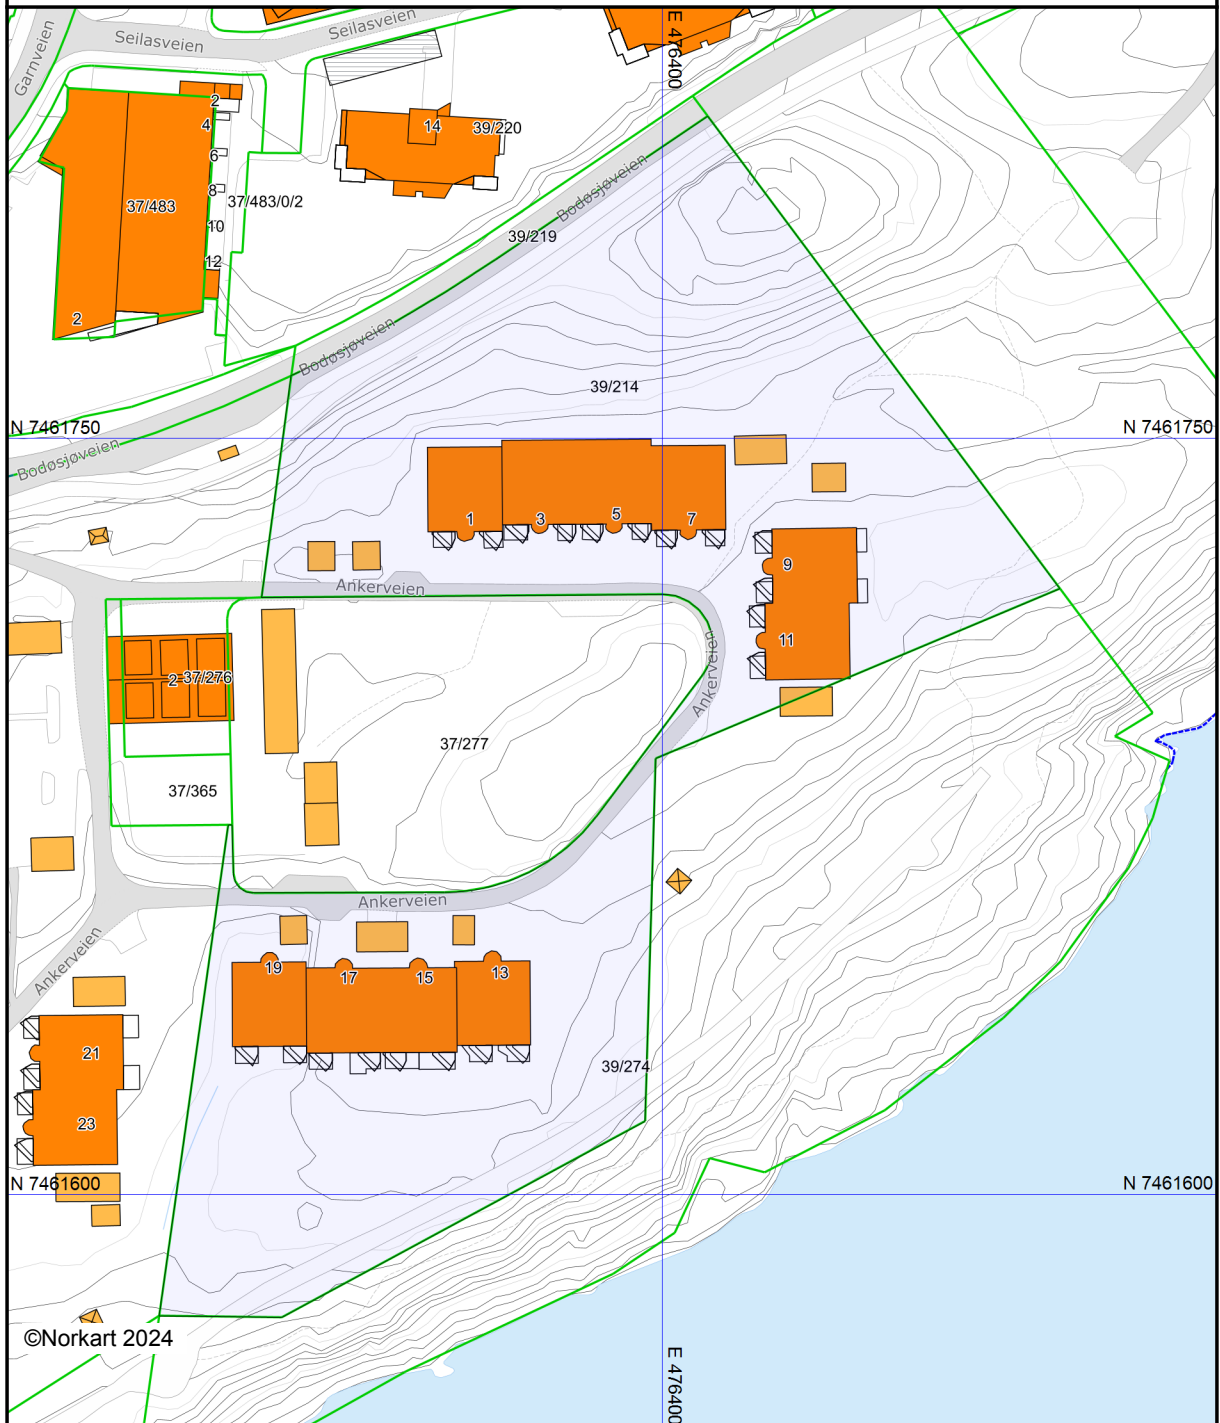 Garnveien
Seilasveien
Seilasveien
E 476400
2
4
6
8
10
12
37/483
37/483/0/2
2
14
39/220
Bodøsjøveien
39/219
Bodøsjøveien
39/214
N 7461750
N 7461750
Bodøsjøveien
1
3
5
7
9
11
Ankerveien
Ankerveien
2
37/276
37/277
37/365
Ankerveien
Ankerveien
19
17
15
13
21
23
39/274
N 7461600
N 7461600
©Norkart 2024
E 476400